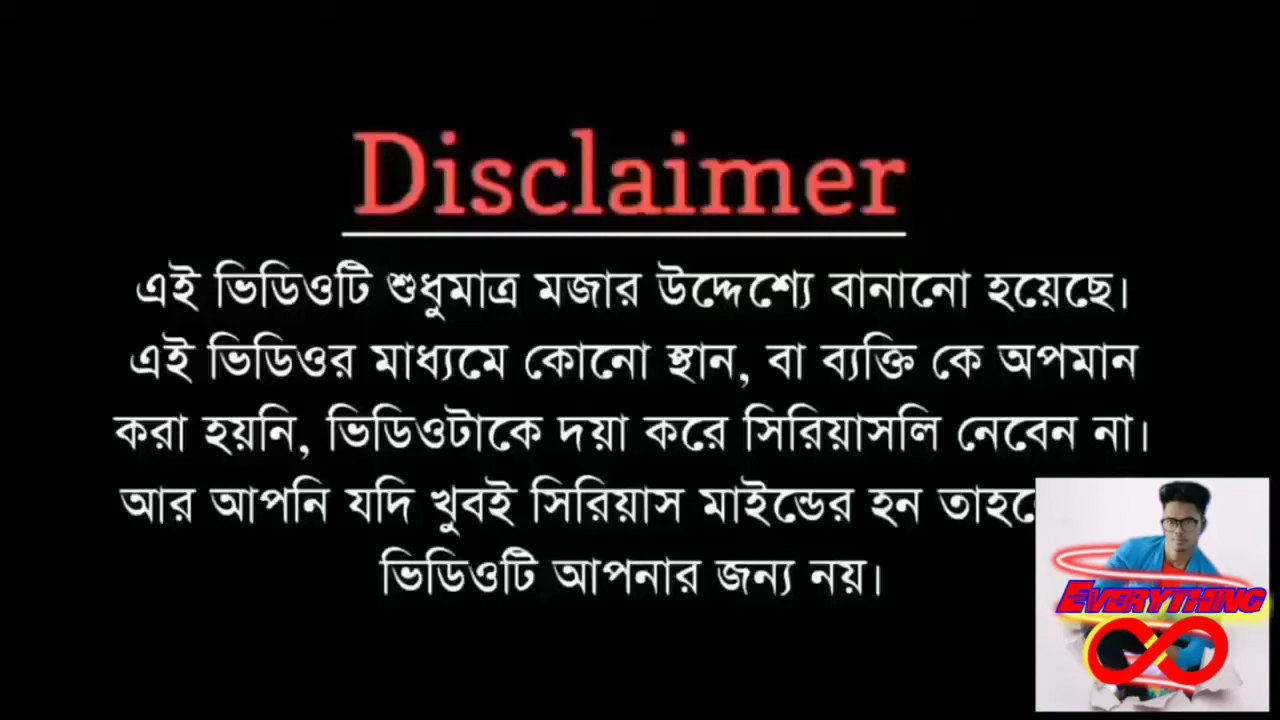 Disclaimer
এই ভিডিওটি শুধুমাত্র মজার উদ্দেশ্যে বানানো হয়েছে।
এই ভিডিওর মাধ্যমে কোনো স্থান, বা ব্যক্তি কে অপমান
করা হয়নি, ভিডিওটাকে দয়া করে সিরিয়াসলি নেবেন না।
আর আপনি যদি খুবই সিরিয়াস মাইন্ডের হন
ভিডিওটি আপনার জন্য নয়।
EVERYTHING